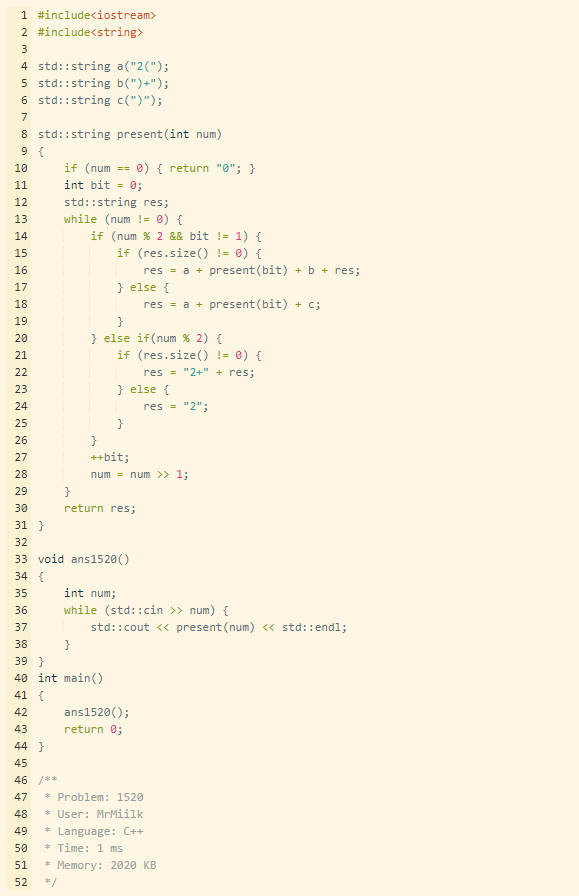 1 #include<iostream>
2 #include<string>
3
4 std::string a("2(");
5 std::string b(")+");
6 std::string c(")");
7
8 std::string present(int num)
9 {
10     if (num == 0) { return "0"; }
11     int bit = 0;
12     std::string res;
13     while (num != 0) {
14         if (num % 2 && bit != 1) {
15             if (res.size() != 0) {
16                 res = a + present(bit) + b + res;
17             } else {
18                 res = a + present(bit) + c;
19             }
20         } else if(num % 2) {
21             if (res.size() != 0) {
22                 res = "2+" + res;
23             } else {
24                 res = "2";
25             }
26         }
27         ++bit;
28         num = num >> 1;
29     }
30     return res;
31 }
32
33 void ans1520()
34 {
35     int num;
36     while (std::cin >> num) {
37         std::cout << present(num) << std::endl;
38     }
39 }
40 int main()
41 {
42     ans1520();
43     return 0;
44 }
45
46 /**
47  * Problem: 1520
48  * User: MrMiilk
49  * Language: C++
50  * Time: 1 ms
51  * Memory: 2020 KB
52  */